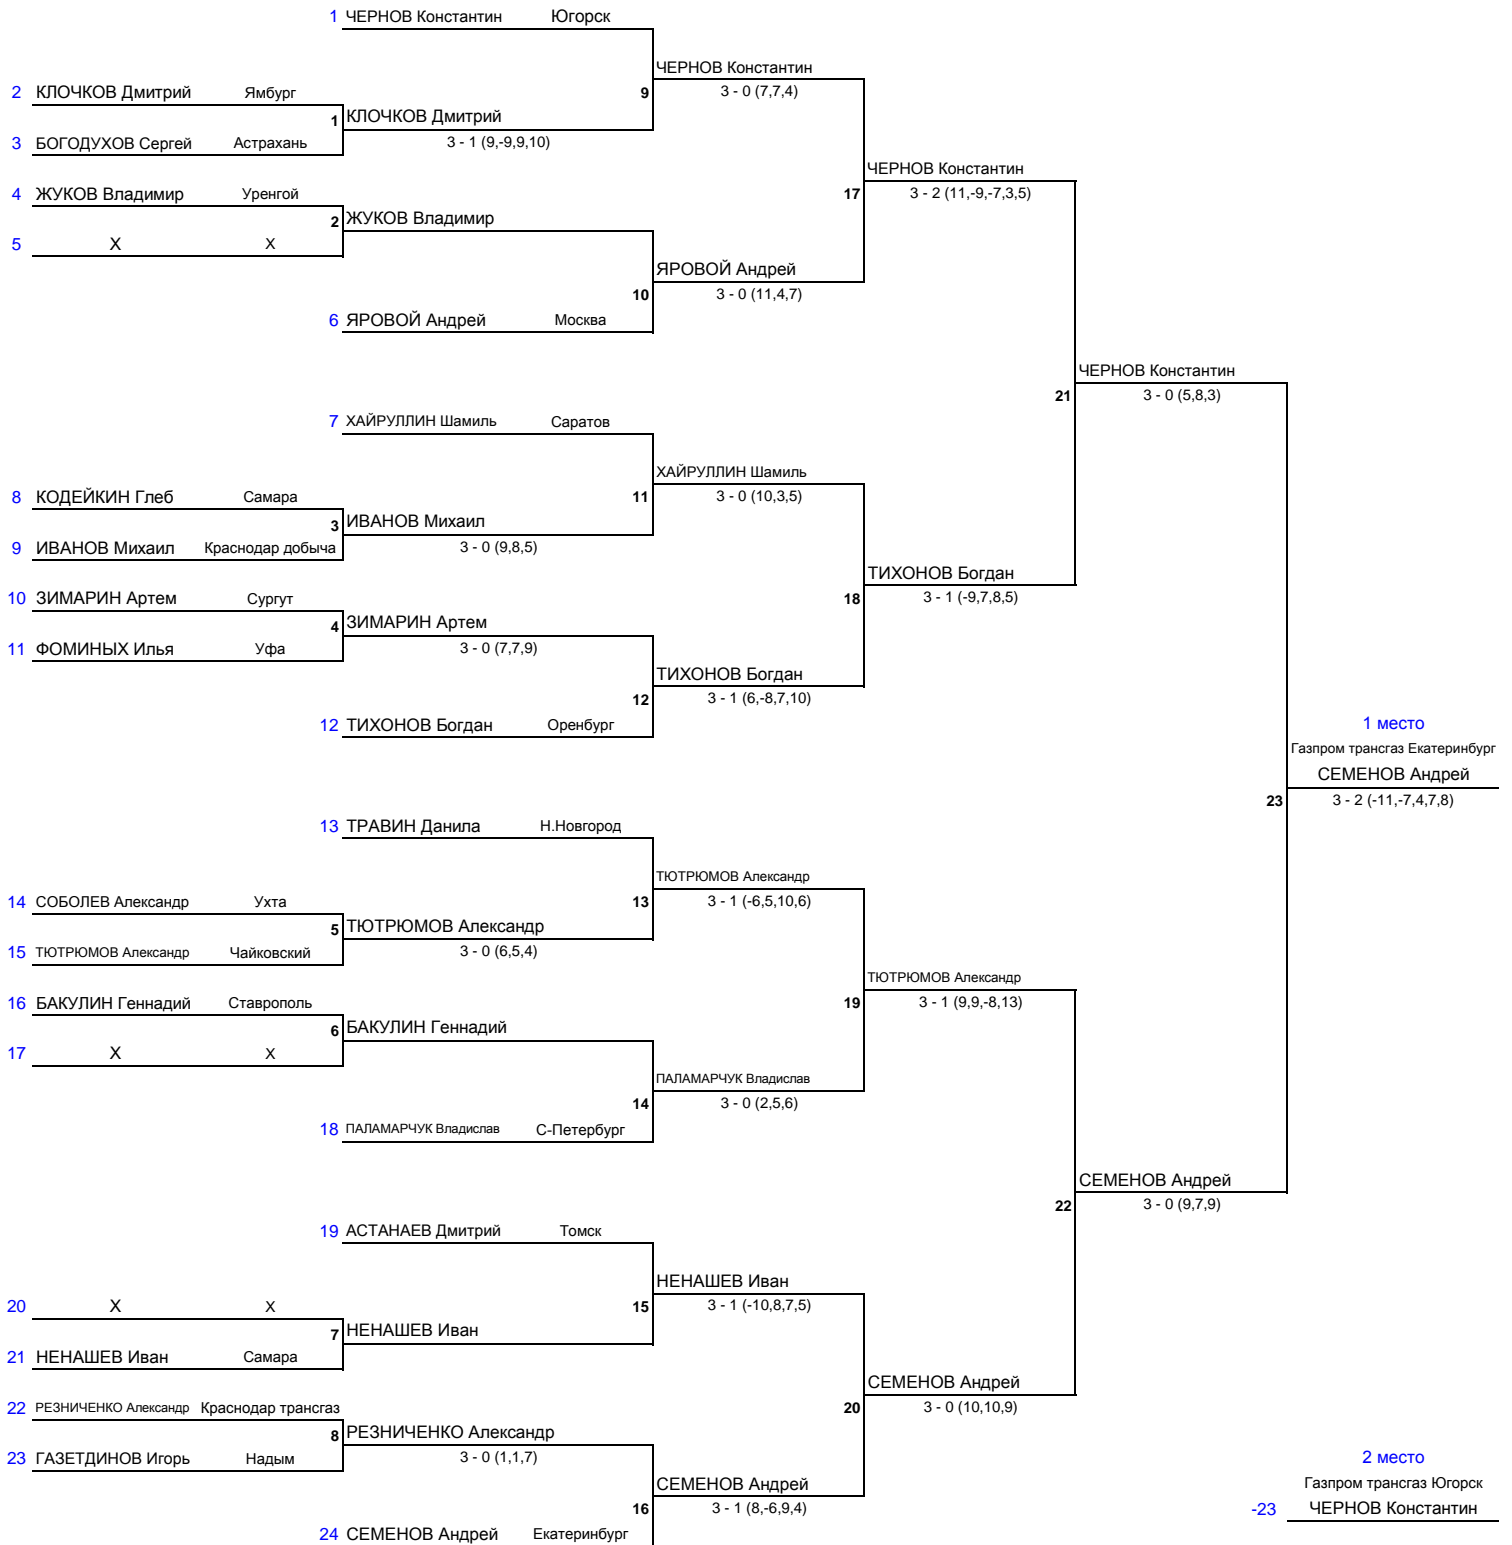 1 ЧЕРНОВ Константин Югорск
ЧЕРНОВ Константин
2 КЛОЧКОВ Дмитрий Ямбург 9 3 - 0 (7,7,4)
1 КЛОЧКОВ Дмитрий
3 БОГОДУХОВ Сергей Астрахань 3 - 1 (9,-9,9,10)
ЧЕРНОВ Константин
4 ЖУКОВ Владимир Уренгой 17 3 - 2 (11,-9,-7,3,5)
2 ЖУКОВ Владимир
5 Х Х
ЯРОВОЙ Андрей
10 3 - 0 (11,4,7)
6 ЯРОВОЙ Андрей Москва
ЧЕРНОВ Константин
21 3 - 0 (5,8,3)
7 ХАЙРУЛЛИН Шамиль Саратов
ХАЙРУЛЛИН Шамиль
8 КОДЕЙКИН Глеб Самара 11 3 - 0 (10,3,5)
3 ИВАНОВ Михаил
9 ИВАНОВ Михаил Краснодар добыча 3 - 0 (9,8,5)
ТИХОНОВ Богдан
10 ЗИМАРИН Артем Сургут 18 3 - 1 (-9,7,8,5)
4 ЗИМАРИН Артем
11 ФОМИНЫХ Илья Уфа 3 - 0 (7,7,9)
ТИХОНОВ Богдан
12 3 - 1 (6,-8,7,10)
12 ТИХОНОВ Богдан Оренбург 1 место
Газпром трансгаз Екатеринбург
СЕМЕНОВ Андрей
23 3 - 2 (-11,-7,4,7,8)
13 ТРАВИН Данила Н.Новгород
ТЮТРЮМОВ Александр
14 СОБОЛЕВ Александр Ухта 13 3 - 1 (-6,5,10,6)
5 ТЮТРЮМОВ Александр
15 ТЮТРЮМОВ Александр Чайковский 3 - 0 (6,5,4)
ТЮТРЮМОВ Александр
16 БАКУЛИН Геннадий Ставрополь 19 3 - 1 (9,9,-8,13)
6 БАКУЛИН Геннадий
17 Х Х
ПАЛАМАРЧУК Владислав
14 3 - 0 (2,5,6)
18 ПАЛАМАРЧУК Владислав С-Петербург
СЕМЕНОВ Андрей
22 3 - 0 (9,7,9)
19 АСТАНАЕВ Дмитрий Томск
НЕНАШЕВ Иван
20 Х Х 15 3 - 1 (-10,8,7,5)
7 НЕНАШЕВ Иван
21 НЕНАШЕВ Иван Самара
СЕМЕНОВ Андрей
22 РЕЗНИЧЕНКО Александр Краснодар трансгаз 20 3 - 0 (10,10,9)
8 РЕЗНИЧЕНКО Александр
23 ГАЗЕТДИНОВ Игорь Надым 3 - 0 (1,1,7) 2 место
СЕМЕНОВ Андрей Газпром трансгаз Югорск
16 3 - 1 (8,-6,9,4) -23 ЧЕРНОВ Константин
24 СЕМЕНОВ Андрей Екатеринбург